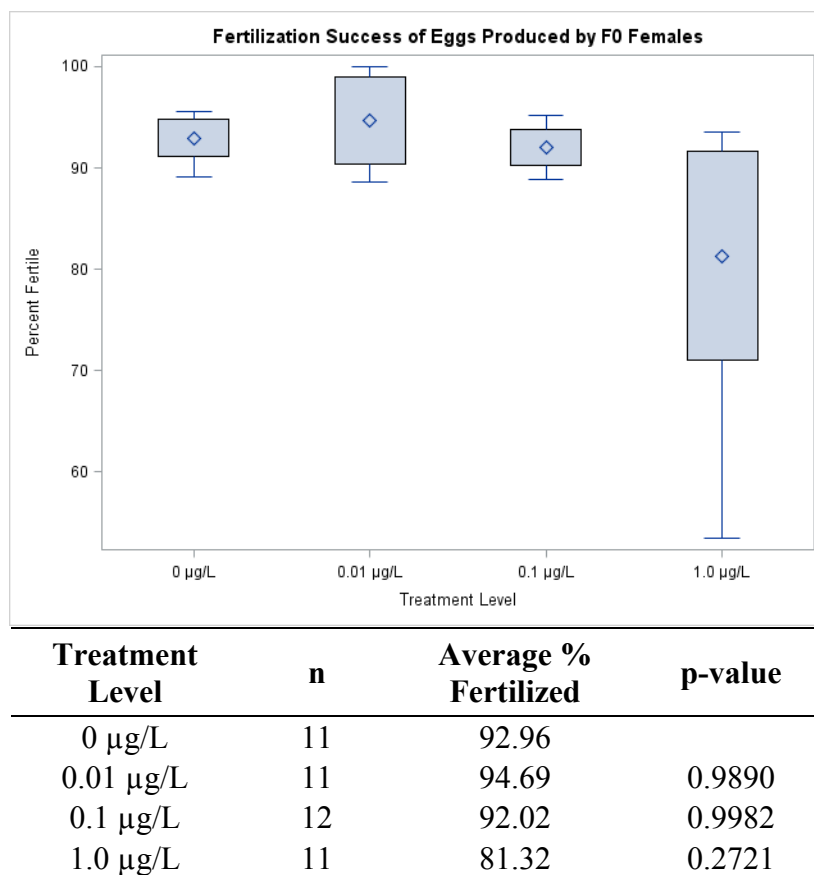 Fertilization Success of Eggs Produced by F0 Females
100
90
80
70
60
Percent Fertile
0 µg/L 0.01 µg/L 0.1 µg/L 1.0 µg/L
Treatment Level
Treatment Level n Average % Fertilized p-value
0 µg/L 11 92.96
0.01 µg/L 11 94.69 0.9890
0.1 µg/L 12 92.02 0.9982
1.0 µg/L 11 81.32 0.2721